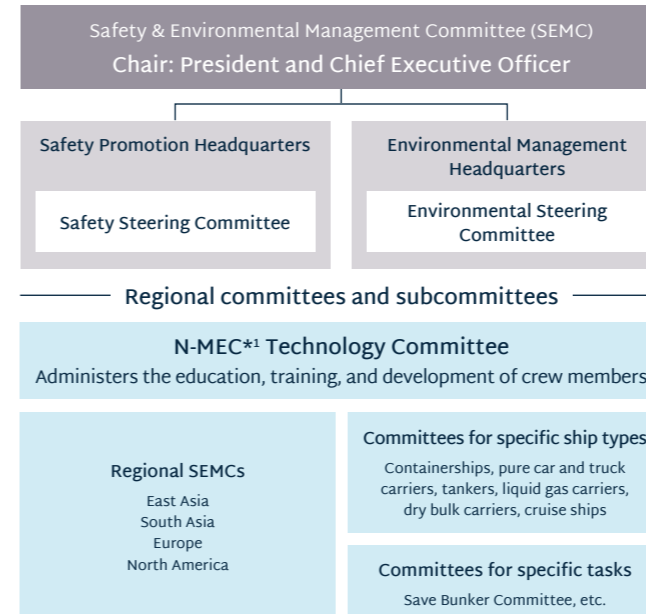 Safety & Environmental Management Committee (SEMC)
Chair: President and Chief Executive Officer
Safety Promotion Headquarters
Safety Steering Committee
Environmental Management
Headquarters
Environmental Steering
Committee
Regional committees and subcommittees
N-MEC*¹ Technology Committee
Administers the education, training, and development of crew members
Regional SEMCs
East Asia
South Asia
Europe
North America
Committees for specific ship types
Containerships, pure car and truck
carriers, tankers, liquid gas carriers,
dry bulk carriers, cruise ships
Committees for specific tasks
Save Bunker Committee, etc.